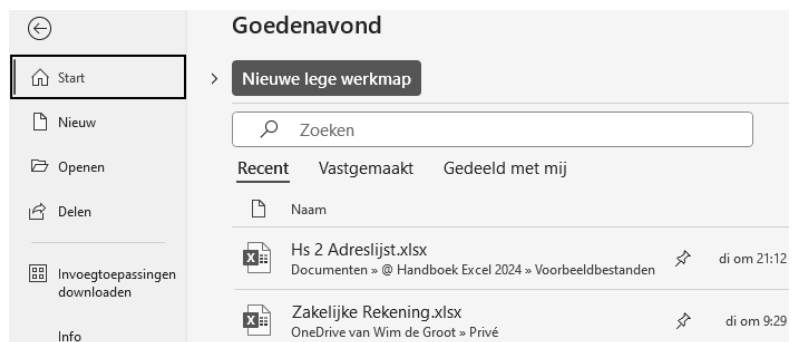 Goedenavond
Start
Nieuwe lege werkmap
Nieuw
Zoeken
Openen
Recent Vastgemaakt Gedeeld met mij
Delen
Naam
Invoegtoepassingen
downloaden
Hs 2 Adreslijst.xlsx
Documenten » @ Handboek Excel 2024 » Voorbeeldbestanden
di om 21:12
Info
Zakelijke Rekening.xlsx
OneDrive van Wim de Groot » Privé
di om 9:29